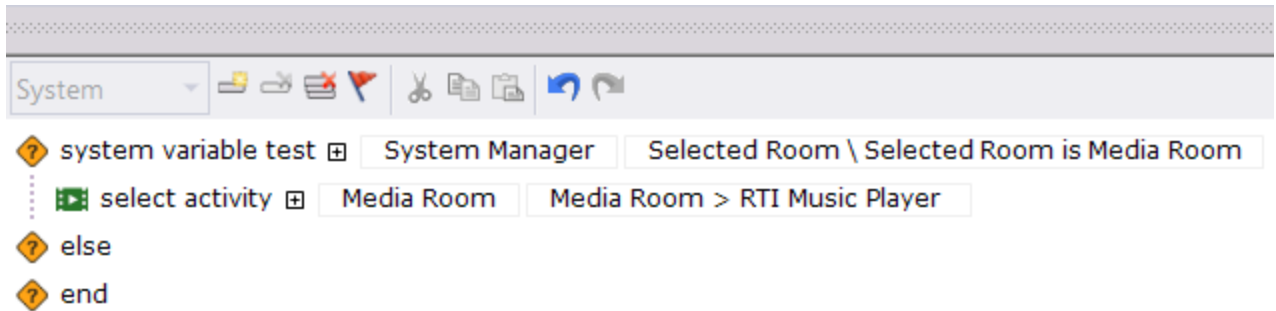 System
system variable test System Manager Selected Room \ Selected Room is Media Room
select activity Media Room Media Room > RTI Music Player
else
end